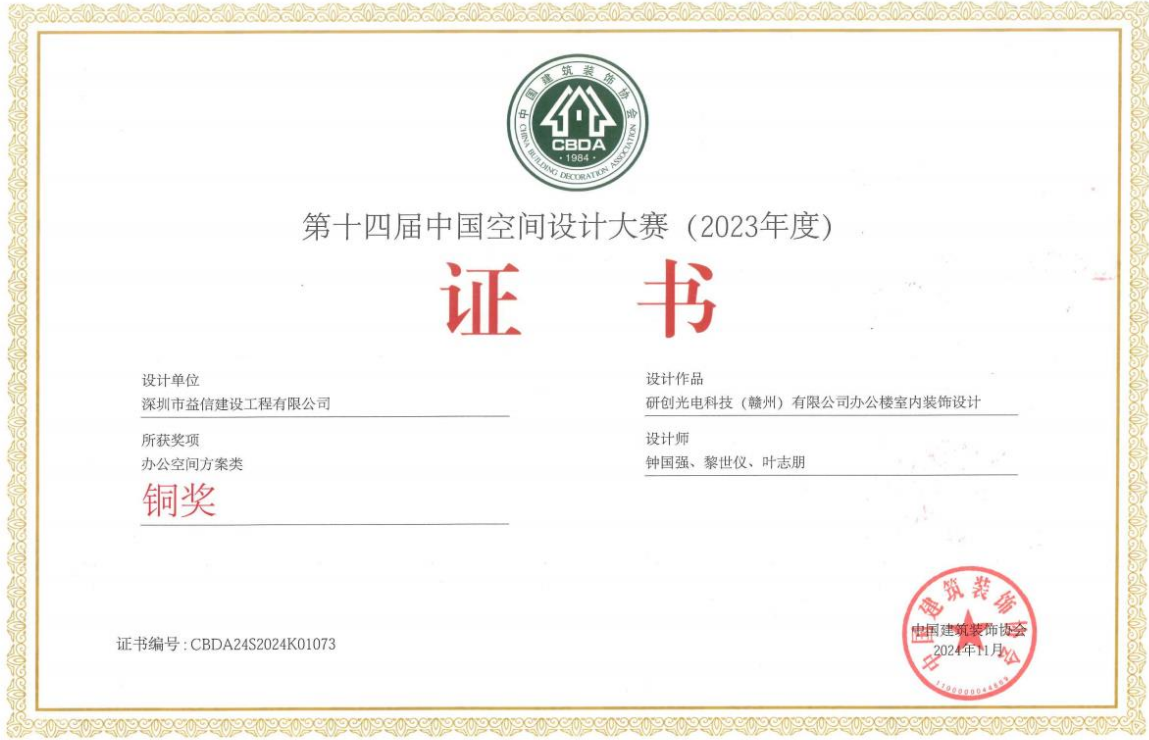 中国建筑装饰协会
CBDA
·1984·
CHINA BUILDING DECORATION ASSOCIATION
第十四届中国空间设计大赛（2023年度）
证 书
设计单位
深圳市益信建设工程有限公司
所获奖项
办公空间方案类
铜奖
设计作品
研创光电科技（赣州）有限公司办公楼室内装饰设计
设计师
钟国强、黎世仪、叶志朋
证书编号：CBDA24S2024K01073
中国建筑装饰协会
中国建筑装饰协会
2024年11月